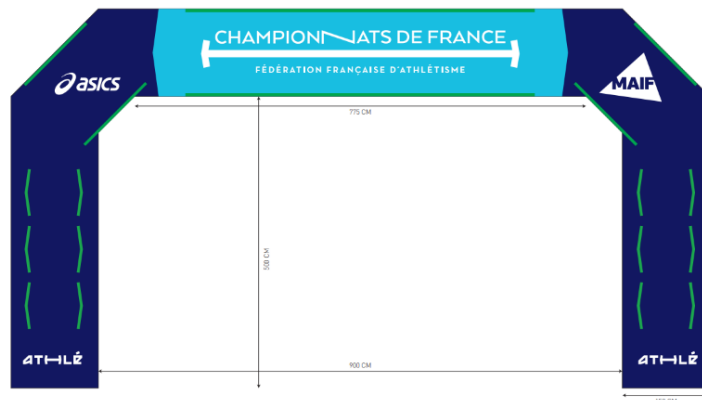 CHAMPIONNATS DE FRANCE
FÉDÉRATION FRANÇAISE D'ATHLÉTISME
asics
MAIF
775 CM
500 CM
900 CM
ATHLÉ
ATHLÉ